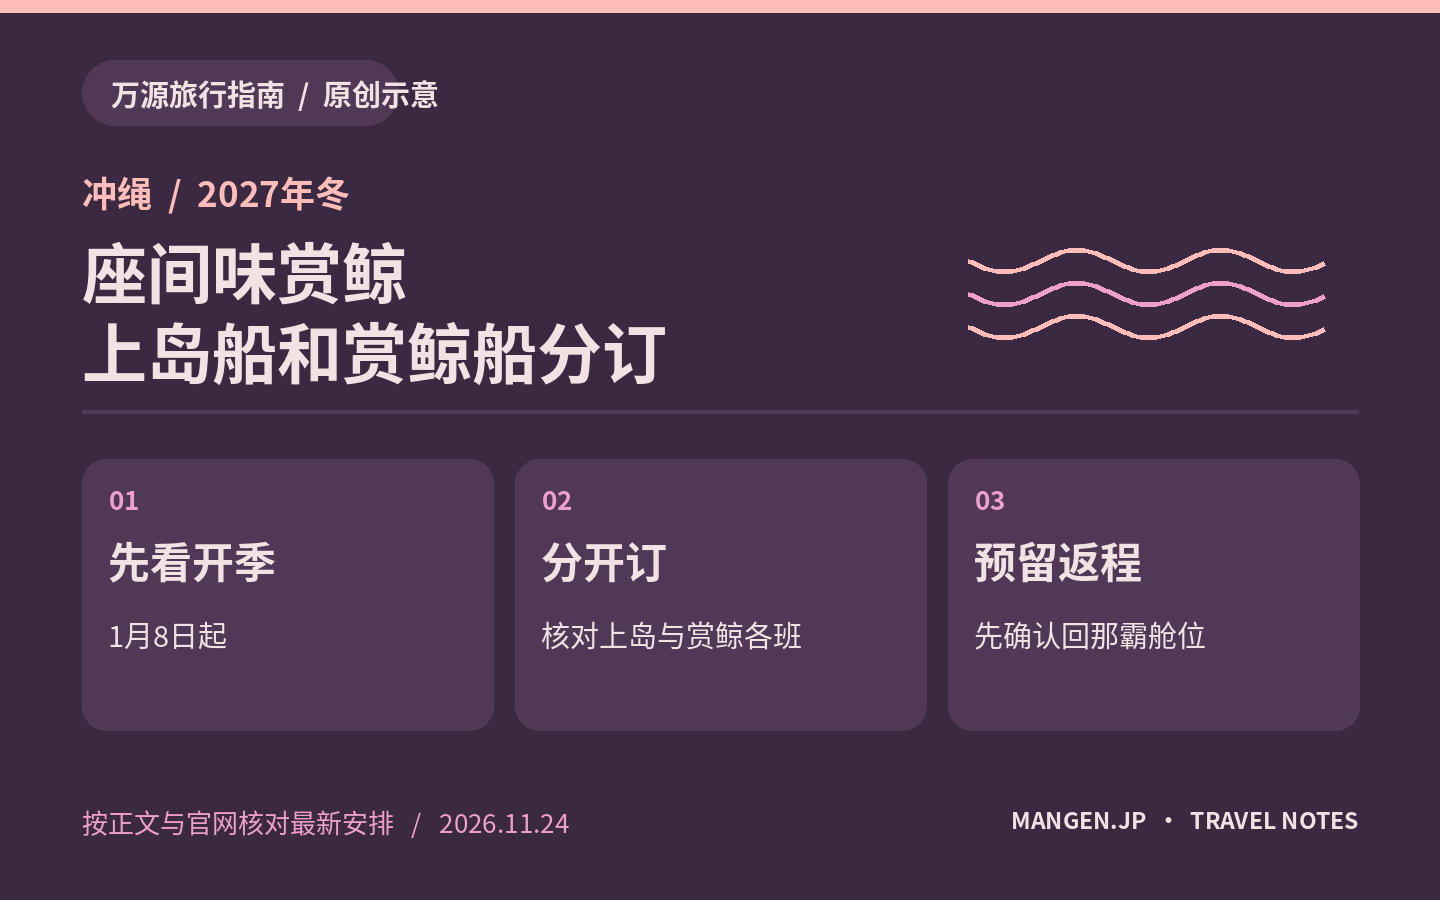 万源旅行指南 / 原创示意
冲绳 / 2027年冬
座间味赏鲸
上岛船和赏鲸船分订
01
先看开季
1月8日起
02
分开订
核对上岛与赏鲸各班
03
预留返程
先确认回那霸舱位
按正文与官网核对最新安排 / 2026.11.24
MANGEN.JP • TRAVEL NOTES